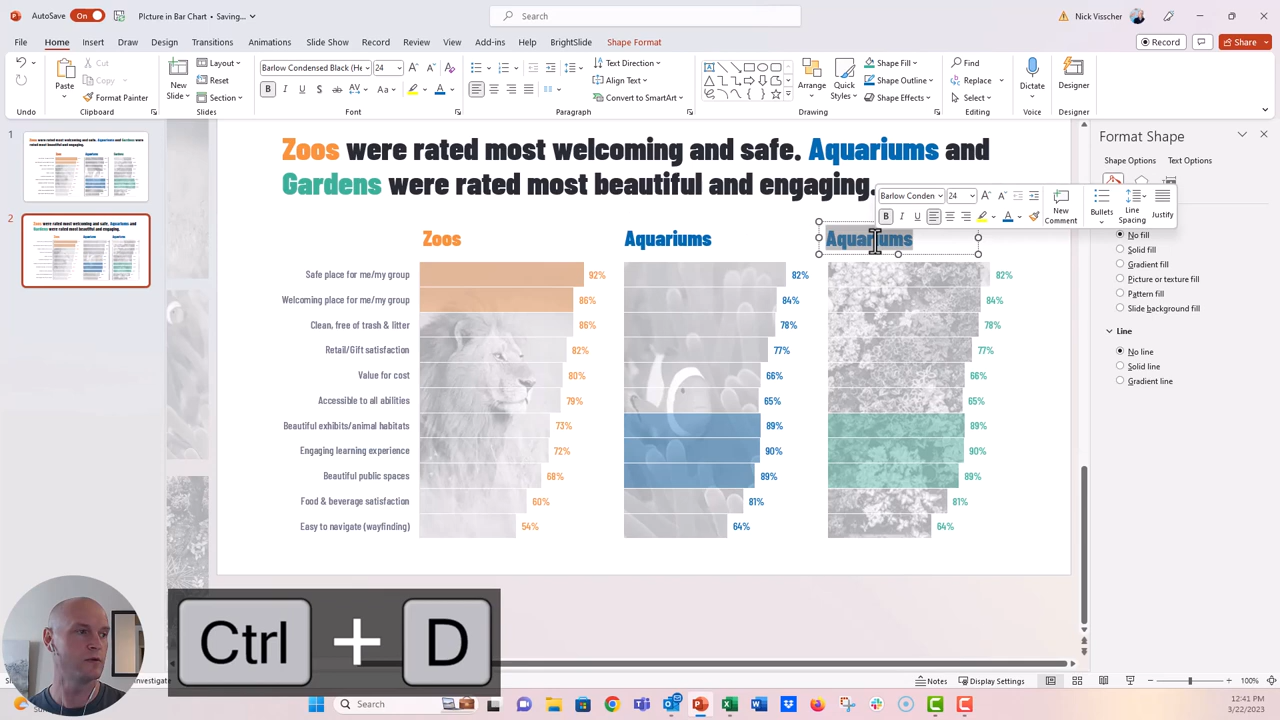 AutoSave On PIcture in Bar Chart • Saving... Search Nick Visscher
File Home Insert Draw Design Transitions Animations Slide Show Record Review View Add-ins Help BrightSlide Shape Format Record Share
Paste Cut Copy Format Painter New Slide Layout Reset Section Barlow Condensed Black (He 24 Text Direction Align Text Convert to SmartArt Arrange Quick Styles Shape Fill Shape Outline Shape Effects Find Replace Select Dictate Designer
Undo Clipboard Slides Font Paragraph Drawing Editing Voice Designer
1
2
Format Shape
Shape Options Text Options
Barlow Conden 24 New Comment Bullets Line Spacing Justify
Zoos were rated most welcoming and safe. Aquariums and
Gardens were rated most beautiful and engaging.
Zoos Aquariums Aquariums
Safe place for me/my group 92% 82% 82%
Welcoming place for me/my group 86% 84% 84%
Clean, free of trash & litter 86% 78% 78%
Retail/Gift satisfaction 82% 77% 77%
Value for cost 80% 66% 66%
Accessible to all abilities 79% 65% 65%
Beautiful exhibits/animal habitats 73% 89% 89%
Engaging learning experience 72% 90% 90%
Beautiful public spaces 68% 89% 89%
Food & beverage satisfaction 60% 81% 81%
Easy to navigate (wayfinding) 54% 64% 64%
No fill
Solid fill
Gradient fill
Picture or texture fill
Pattern fill
Slide background fill
Line
No line
Solid line
Gradient line
Ctrl + D
Notes Display Settings 100%
Search
12:41 PM
3/22/2023